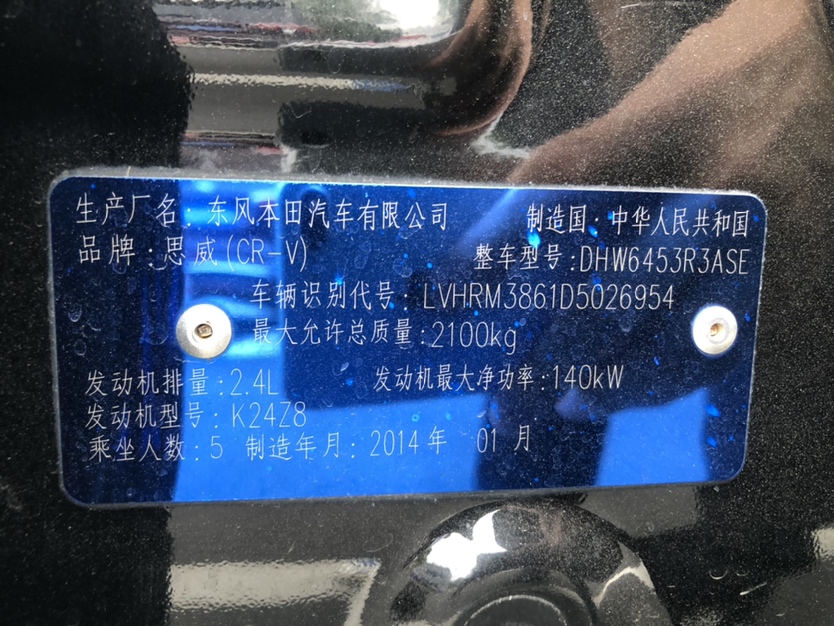 生产厂名：东风本田汽车有限公司 制造国：中华人民共和国
品牌：思威(CR-V) 整车型号：DHW6453R3ASE
车辆识别代号：LVHRM3861D5026954
最大允许总质量：2100kg
发动机排量：2.4L 发动机最大净功率：140kW
发动机型号：K24Z8
乘坐人数：5 制造年月：2014年 01月